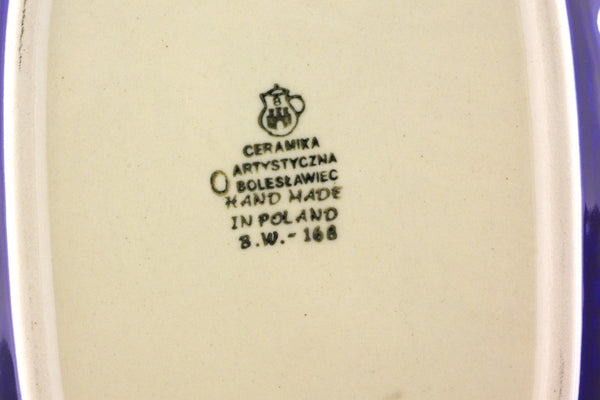 CERAMIKA
ARTYSTYCZNA
BOLESŁAWIEC
HAND MADE
IN POLAND
B.W.-168